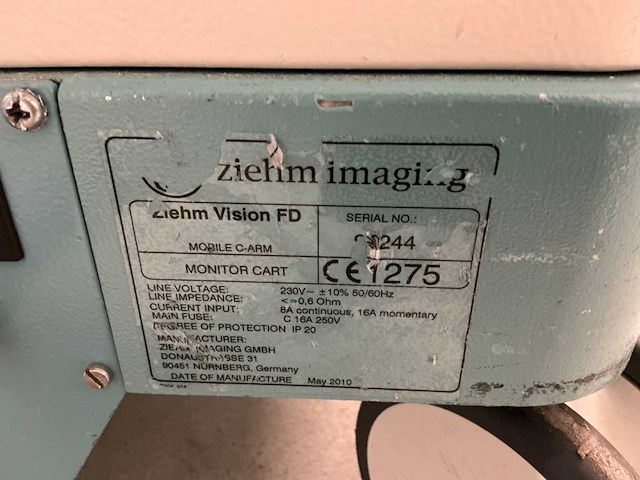 ziehm imaging
Ziehm Vision FD
SERIAL NO.:
MOBILE C-ARM
MONITOR CART
CE 1275
LINE VOLTAGE: 230V~ ±10% 50/60Hz
LINE IMPEDANCE: <=0,6 Ohm
CURRENT INPUT: 8A continuous, 16A momentary
MAIN FUSE: C 16A 250V
DEGREE OF PROTECTION IP 20
MANUFACTURER:
ZIEHM IMAGING GMBH
DONAUSTRASSE 31
90451 NÜRNBERG, Germany
DATE OF MANUFACTURE May 2010